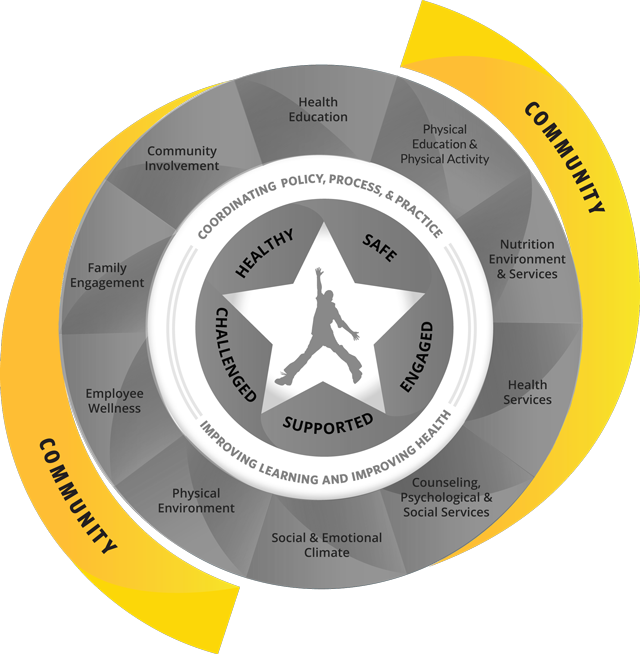 COMMUNITY
Health
Education
Physical
Education &
Physical Activity
Nutrition
Environment
& Services
Health
Services
Counseling,
Psychological &
Social Services
Social & Emotional
Climate
Physical
Environment
Employee
Wellness
Family
Engagement
Community
Involvement
COORDINATING POLICY, PROCESS, & PRACTICE
IMPROVING LEARNING AND IMPROVING HEALTH
HEALTHY
SAFE
ENGAGED
SUPPORTED
CHALLENGED
COMMUNITY